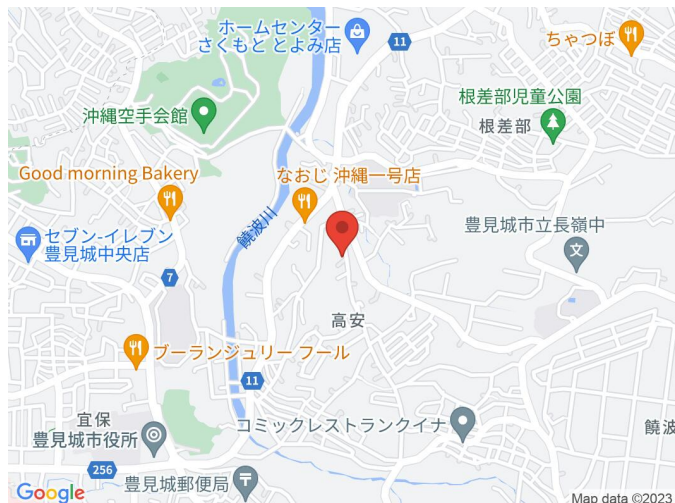 ホームセンター
さくもと とよみ店
11
ちゃつぼ
沖縄空手会館
根差部児童公園
根差部
Good morning Bakery
なおじ 沖縄一号店
饒波川
豊見城市立長嶺中
文
セブン-イレブン
豊見城中央店
7
高安
ブーランジュリー フール
11
コミックレストランクイナ
宜保
豊見城市役所
饒波
256
豊見城郵便局
Google
Map data ©2023